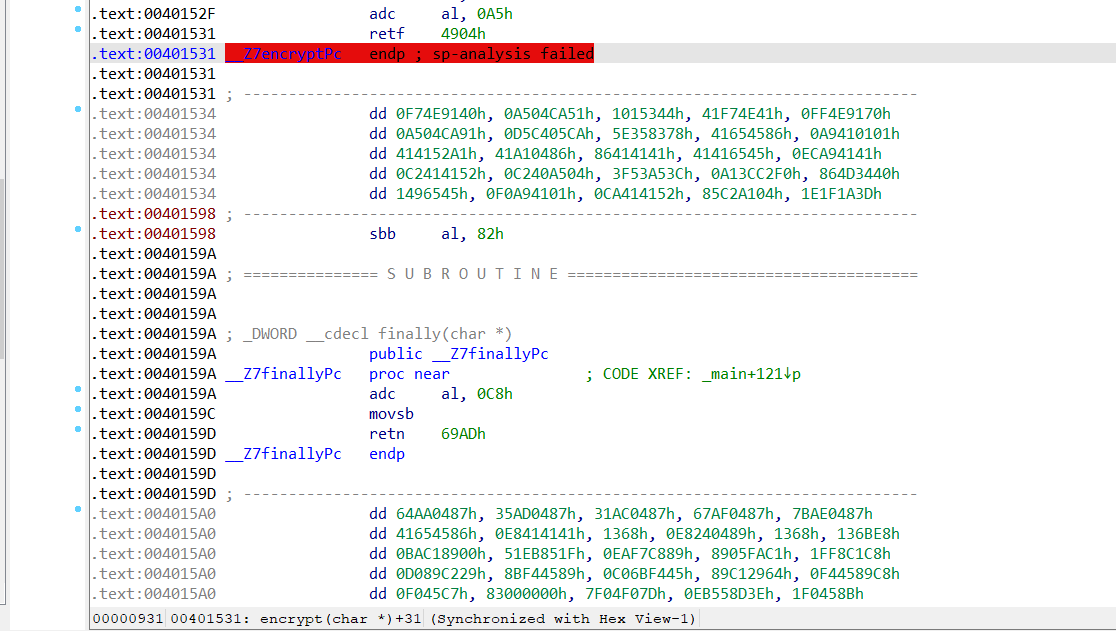 .text:0040152F adc al, 0A5h
.text:00401531 retf 4904h
.text:00401531 __Z7encryptPc endp ; sp-analysis failed
.text:00401531
.text:00401531 ; ---------------------------------------------------------------------------
.text:00401534 dd 0F74E9140h, 0A504CA51h, 1015344h, 41F74E41h, 0FF4E9170h
.text:00401534 dd 0A504CA91h, 0D5C405CAh, 5E358378h, 41654586h, 0A9410101h
.text:00401534 dd 414152A1h, 41A10486h, 86414141h, 41416545h, 0ECA94141h
.text:00401534 dd 0C2414152h, 0C240A504h, 3F53A53Ch, 0A13CC2F0h, 864D3440h
.text:00401534 dd 1496545h, 0F0A94101h, 0CA414152h, 85C2A104h, 1E1F1A3Dh
.text:00401598 ; ---------------------------------------------------------------------------
.text:00401598 sbb al, 82h
.text:0040159A
.text:0040159A ; =============== S U B R O U T I N E =======================================
.text:0040159A
.text:0040159A
.text:0040159A ; _DWORD __cdecl finally(char *)
.text:0040159A public __Z7finallyPc
.text:0040159A __Z7finallyPc proc near ; CODE XREF: _main+121↓p
.text:0040159A adc al, 0C8h
.text:0040159C movsb
.text:0040159D retn 69ADh
.text:0040159D __Z7finallyPc endp
.text:0040159D
.text:0040159D ; ---------------------------------------------------------------------------
.text:004015A0 dd 64AA0487h, 35AD0487h, 31AC0487h, 67AF0487h, 7BAE0487h
.text:004015A0 dd 41654586h, 0E8414141h, 1368h, 0E8240489h, 1368h, 136BE8h
.text:004015A0 dd 0BAC18900h, 51EB851Fh, 0EAF7C889h, 8905FAC1h, 1FF8C1C8h
.text:004015A0 dd 0D089C229h, 8BF44589h, 0C06BF445h, 89C12964h, 0F44589C8h
.text:004015A0 dd 0F045C7h, 83000000h, 7F04F07Dh, 0EB558D3Eh, 1F0458Bh
00000931 00401531: encrypt(char *)+31 (Synchronized with Hex View-1)